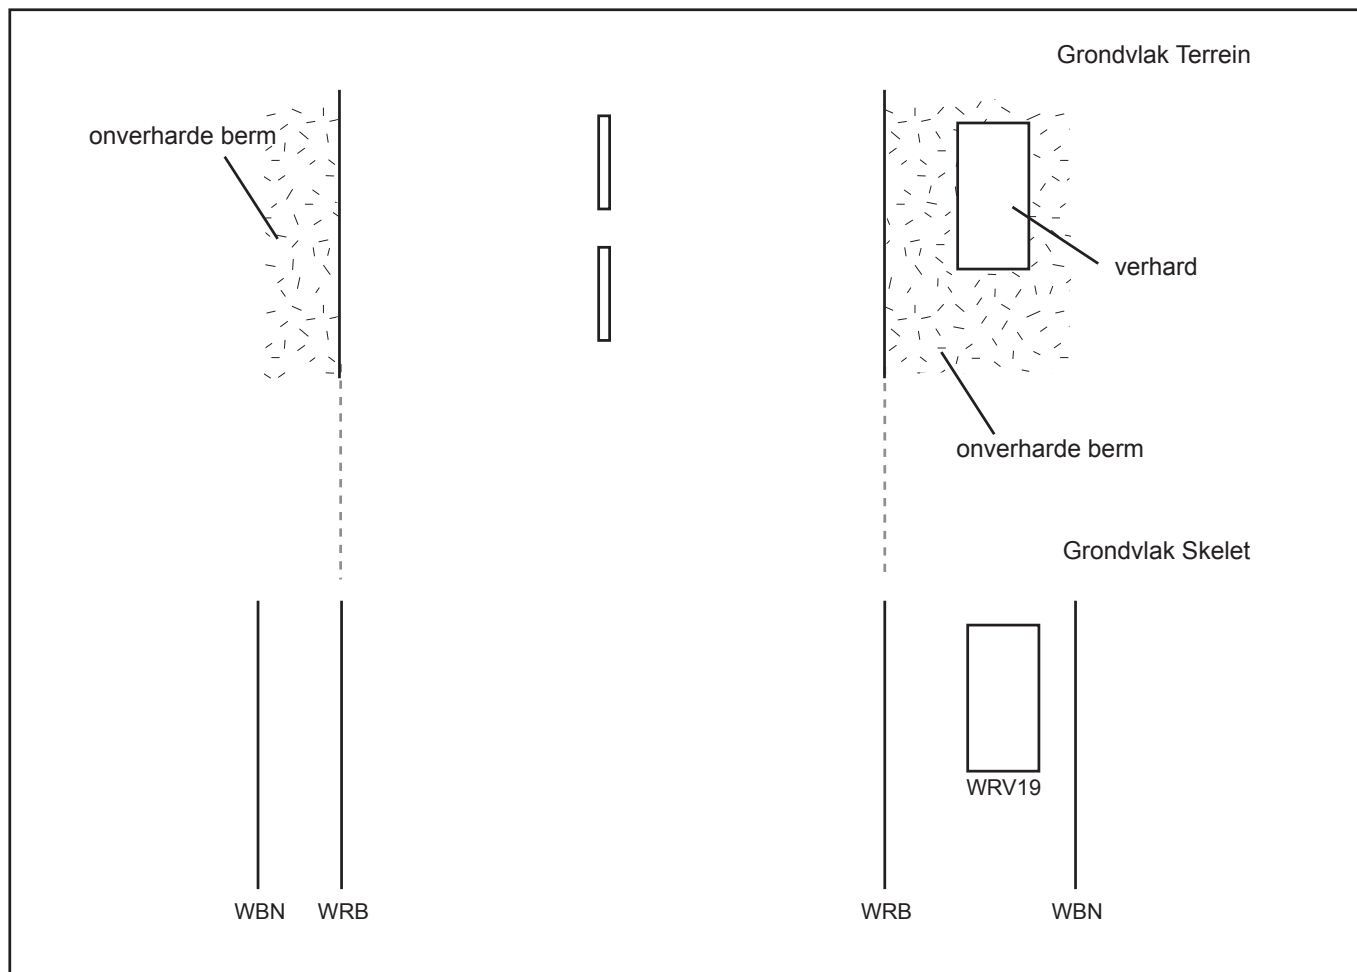 Grondvlak Terrein
onverharde berm
verhard
onverharde berm
Grondvlak Skelet
WRV19
WBN WRB WRB WBN